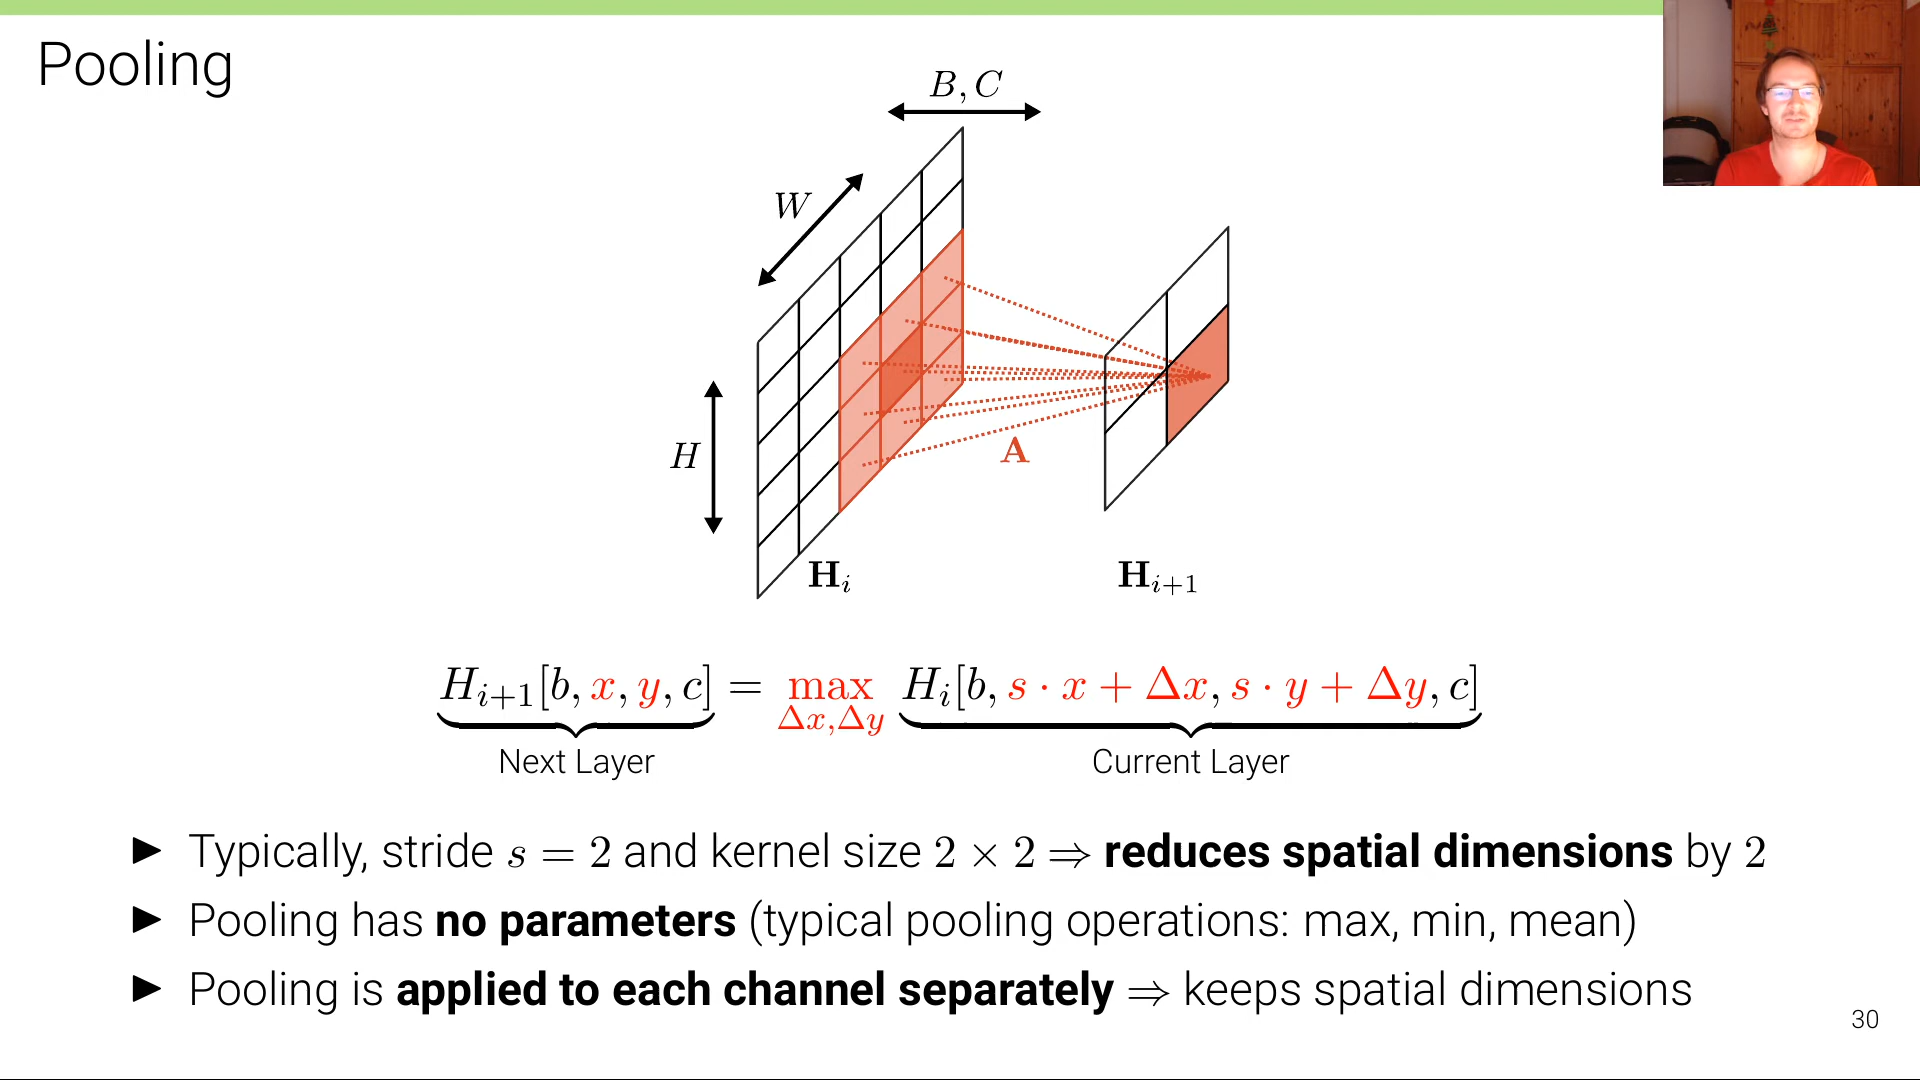 Pooling
B, C
W
H
A
H_i
H_{i+1}
H_{i+1}[b, x, y, c] = max_{Δx,Δy} H_i[b, s · x + Δx, s · y + Δy, c]
Next Layer
Current Layer
▶ Typically, stride s = 2 and kernel size 2 × 2 ⇒ reduces spatial dimensions by 2
▶ Pooling has no parameters (typical pooling operations: max, min, mean)
▶ Pooling is applied to each channel separately ⇒ keeps spatial dimensions
30